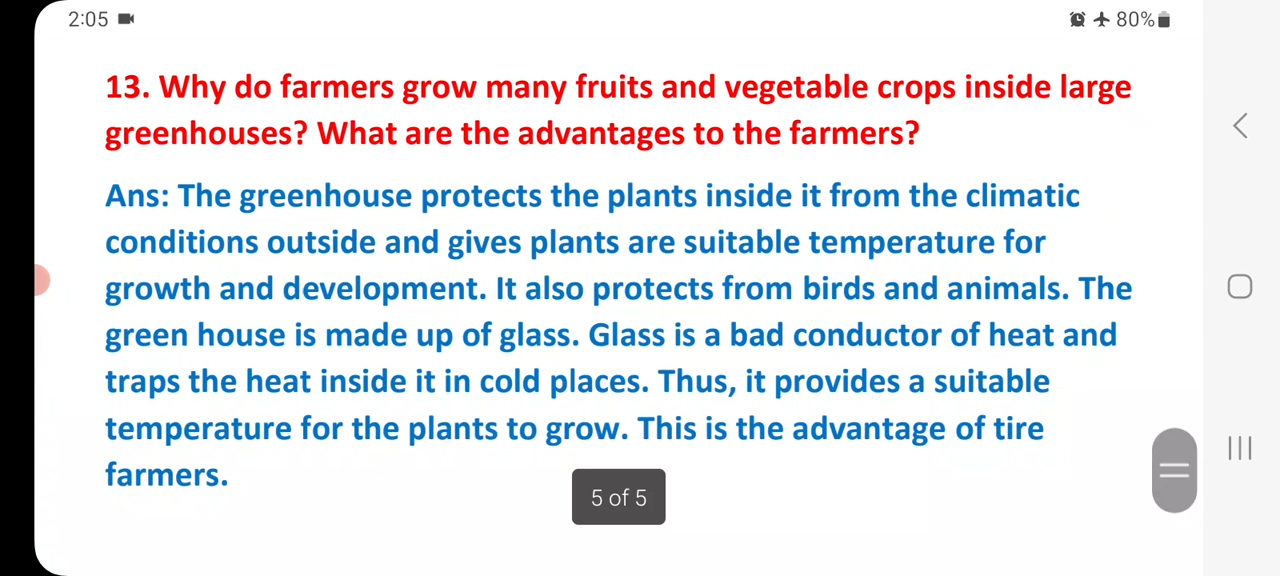 2:05
80%
13. Why do farmers grow many fruits and vegetable crops inside large
greenhouses? What are the advantages to the farmers?
Ans: The greenhouse protects the plants inside it from the climatic
conditions outside and gives plants are suitable temperature for
growth and development. It also protects from birds and animals. The
green house is made up of glass. Glass is a bad conductor of heat and
traps the heat inside it in cold places. Thus, it provides a suitable
temperature for the plants to grow. This is the advantage of tire
farmers.
5 of 5